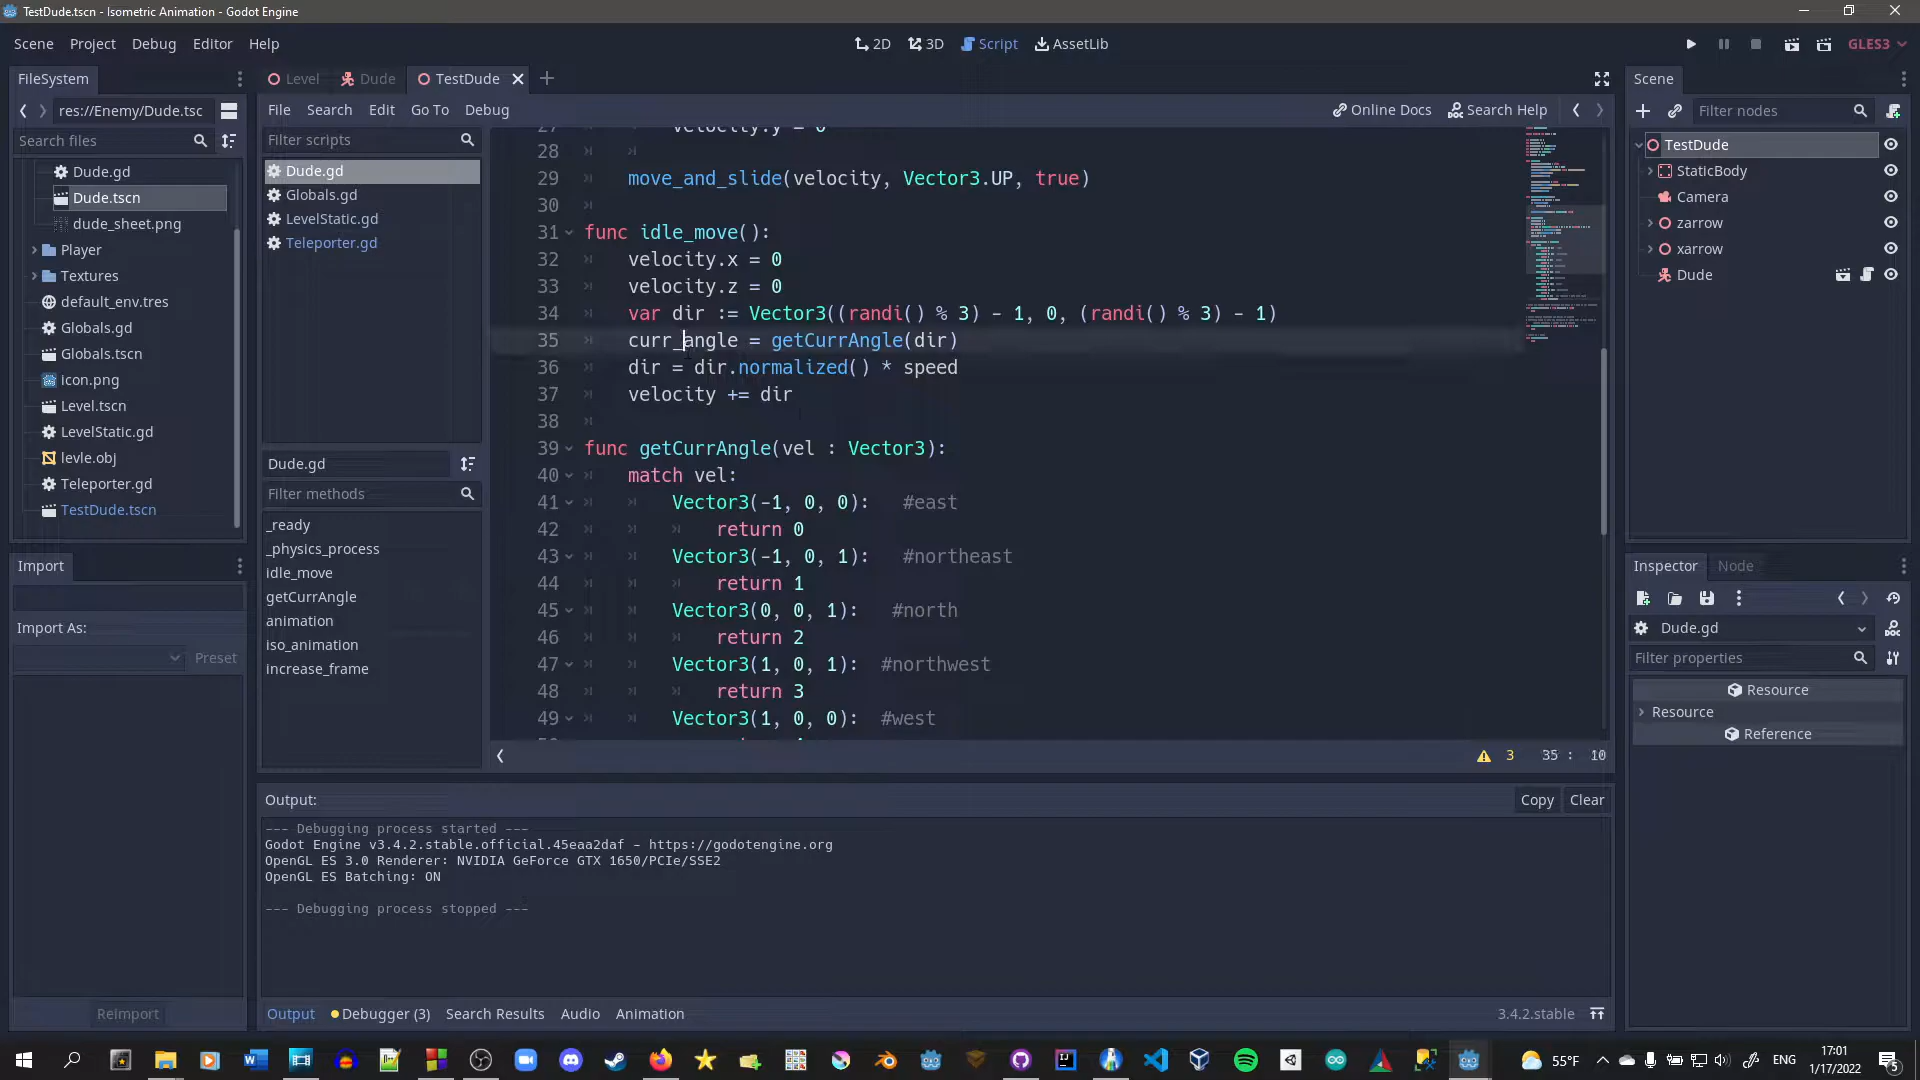 TestDude.tscn - Isometric Animation - Godot Engine
Scene Project Debug Editor Help
2D 3D Script AssetLib
GLES3
FileSystem
res://Enemy/Dude.tsc
Search files
Dude.gd
Dude.tscn
dude_sheet.png
Player
Textures
default_env.tres
Globals.gd
Globals.tscn
icon.png
Level.tscn
LevelStatic.gd
levle.obj
Teleporter.gd
TestDude.tscn
Import
Import As:
Preset
Reimport
Level Dude TestDude
File Search Edit Go To Debug
Online Docs Search Help
Filter scripts
Dude.gd
Globals.gd
LevelStatic.gd
Teleporter.gd
Dude.gd
Filter methods
_ready
_physics_process
idle_move
getCurrAngle
animation
iso_animation
increase_frame
27 velocity.y = 0
28
29 move_and_slide(velocity, Vector3.UP, true)
30
31 func idle_move():
32 velocity.x = 0
33 velocity.z = 0
34 var dir := Vector3((randi() % 3) - 1, 0, (randi() % 3) - 1)
35 curr_angle = getCurrAngle(dir)
36 dir = dir.normalized() * speed
37 velocity += dir
38
39 func getCurrAngle(vel : Vector3):
40 match vel:
41 Vector3(-1, 0, 0): #east
42 return 0
43 Vector3(-1, 0, 1): #northeast
44 return 1
45 Vector3(0, 0, 1): #north
46 return 2
47 Vector3(1, 0, 1): #northwest
48 return 3
49 Vector3(1, 0, 0): #west
3 35 : 10
Output:
Copy Clear
--- Debugging process started ---
Godot Engine v3.4.2.stable.official.45eaa2daf - https://godotengine.org
OpenGL ES 3.0 Renderer: NVIDIA GeForce GTX 1650/PCIe/SSE2
OpenGL ES Batching: ON
--- Debugging process stopped ---
Output Debugger (3) Search Results Audio Animation
3.4.2.stable
Scene
Filter nodes
TestDude
StaticBody
Camera
zarrow
xarrow
Dude
Inspector Node
Dude.gd
Filter properties
Resource
Resource
Reference
55°F
ENG
17:01
1/17/2022
5